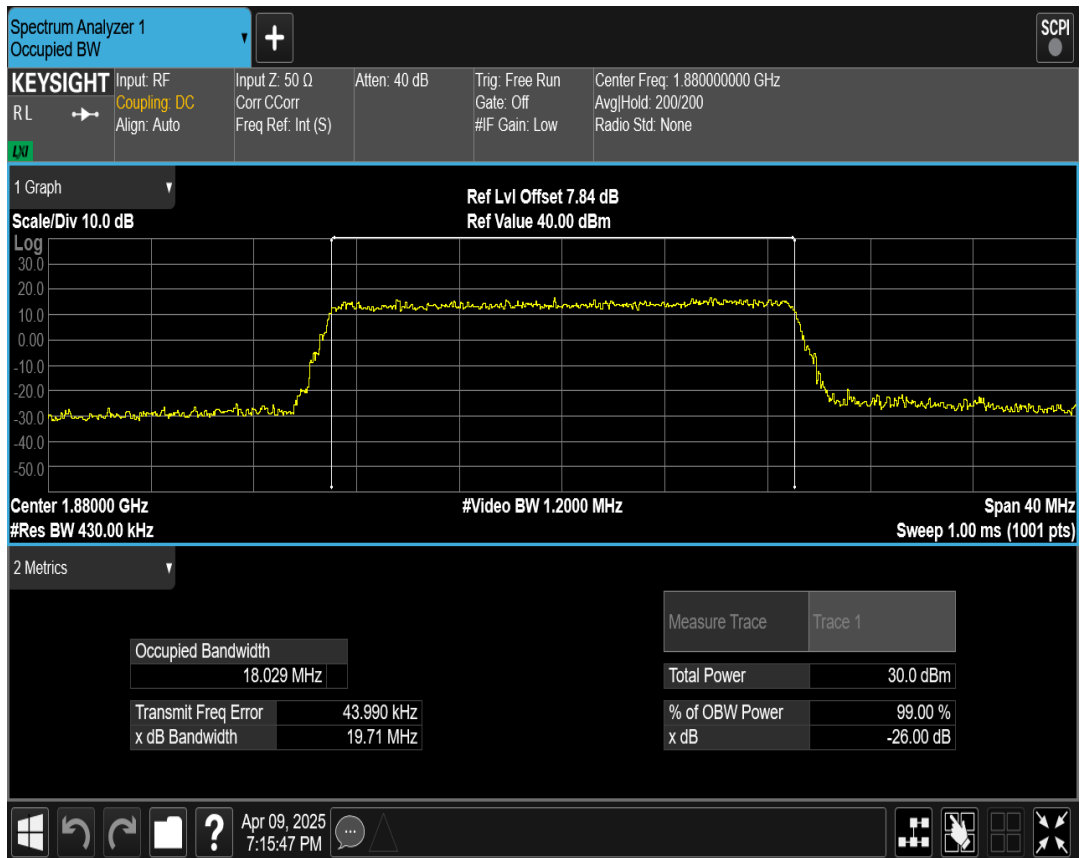 Spectrum Analyzer 1
Occupied BW
▼
+
SCPI
KEYSIGHT
RL
LXI
Input: RF
Coupling: DC
Align: Auto
Input Z: 50 Ω
Corr CCorr
Freq Ref: Int (S)
Atten: 40 dB
Trig: Free Run
Gate: Off
#IF Gain: Low
Center Freq: 1.880000000 GHz
Avg|Hold: 200/200
Radio Std: None
1 Graph
Scale/Div 10.0 dB
Ref Lvl Offset 7.84 dB
Ref Value 40.00 dBm
Log
30.0
20.0
10.0
0.00
-10.0
-20.0
-30.0
-40.0
-50.0
Center 1.88000 GHz
#Res BW 430.00 kHz
#Video BW 1.2000 MHz
Span 40 MHz
Sweep 1.00 ms (1001 pts)
2 Metrics
Occupied Bandwidth
18.029 MHz
Transmit Freq Error 43.990 kHz
x dB Bandwidth 19.71 MHz
Measure Trace Trace 1
Total Power 30.0 dBm
% of OBW Power 99.00 %
x dB -26.00 dB
?
Apr 09, 2025
7:15:47 PM